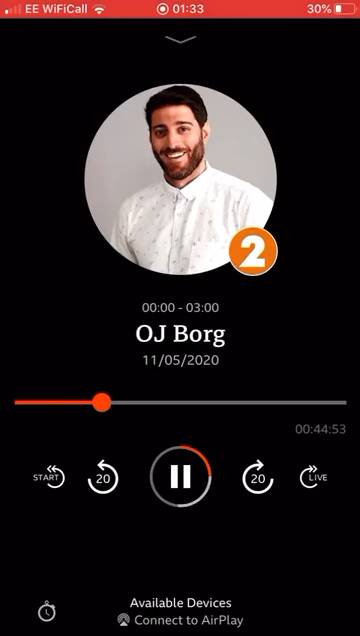 EE WiFiCall 01:33 30%
2
00:00 - 03:00
OJ Borg
11/05/2020
00:44:53
START 20 20 LIVE
Available Devices
Connect to AirPlay